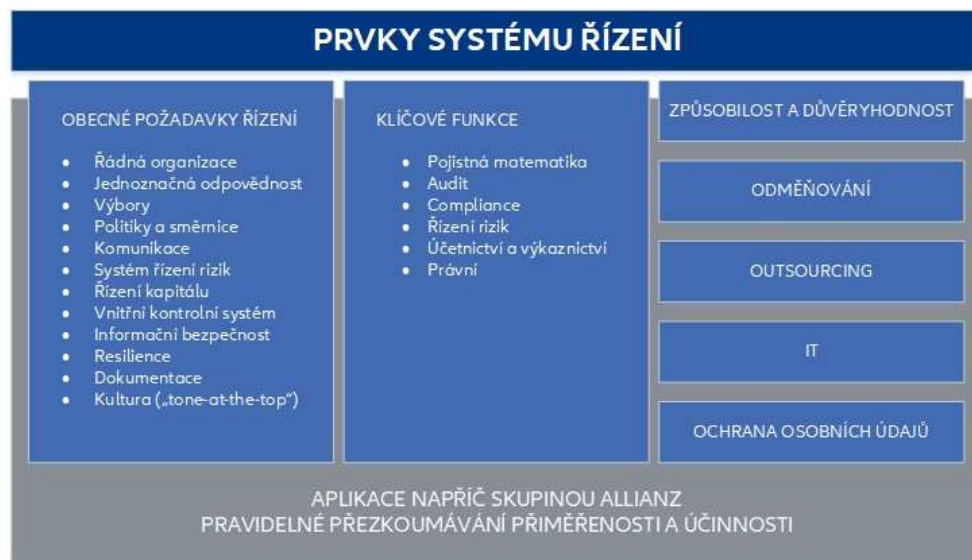 PRVKY SYSTÉMU ŘÍZENÍ
OBECNÉ POŽADAVKY ŘÍZENÍ
• Řádná organizace
• Jednoznačná odpovědnost
• Výbory
• Politiky a směrnice
• Komunikace
• Systém řízení rizik
• Řízení kapitálu
• Vnitřní kontrolní systém
• Informační bezpečnost
• Resilience
• Dokumentace
• Kultura („tone-at-the-top“)
KLÍČOVÉ FUNKCE
• Pojistná matematika
• Audit
• Compliance
• Řízení rizik
• Účetnictví a výkaznictví
• Právní
ZPŮSOBILOST A DŮVĚRYHODNOST
ODMĚŇOVÁNÍ
OUTSOURCING
IT
OCHRANA OSOBNÍCH ÚDAJŮ
APLIKACE NAPŘÍČ SKUPINOU ALLIANZ
PRAVIDELNÉ PŘEZKOUMÁVÁNÍ PŘIMĚŘENOSTI A ÚČINNOSTI